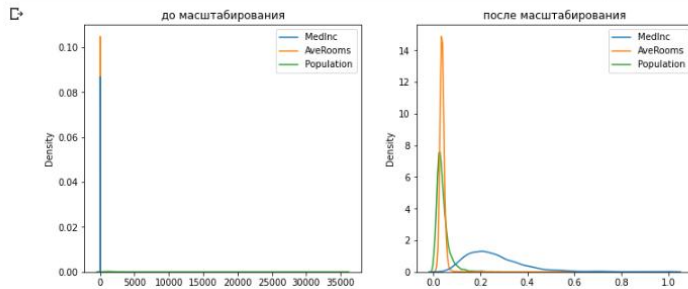 до масштабирования
MedInc
AveRooms
Population
Density
0.10
0.08
0.06
0.04
0.02
0.00
0 5000 10000 15000 20000 25000 30000 35000
после масштабирования
MedInc
AveRooms
Population
Density
14
12
10
8
6
4
2
0
0.0 0.2 0.4 0.6 0.8 1.0